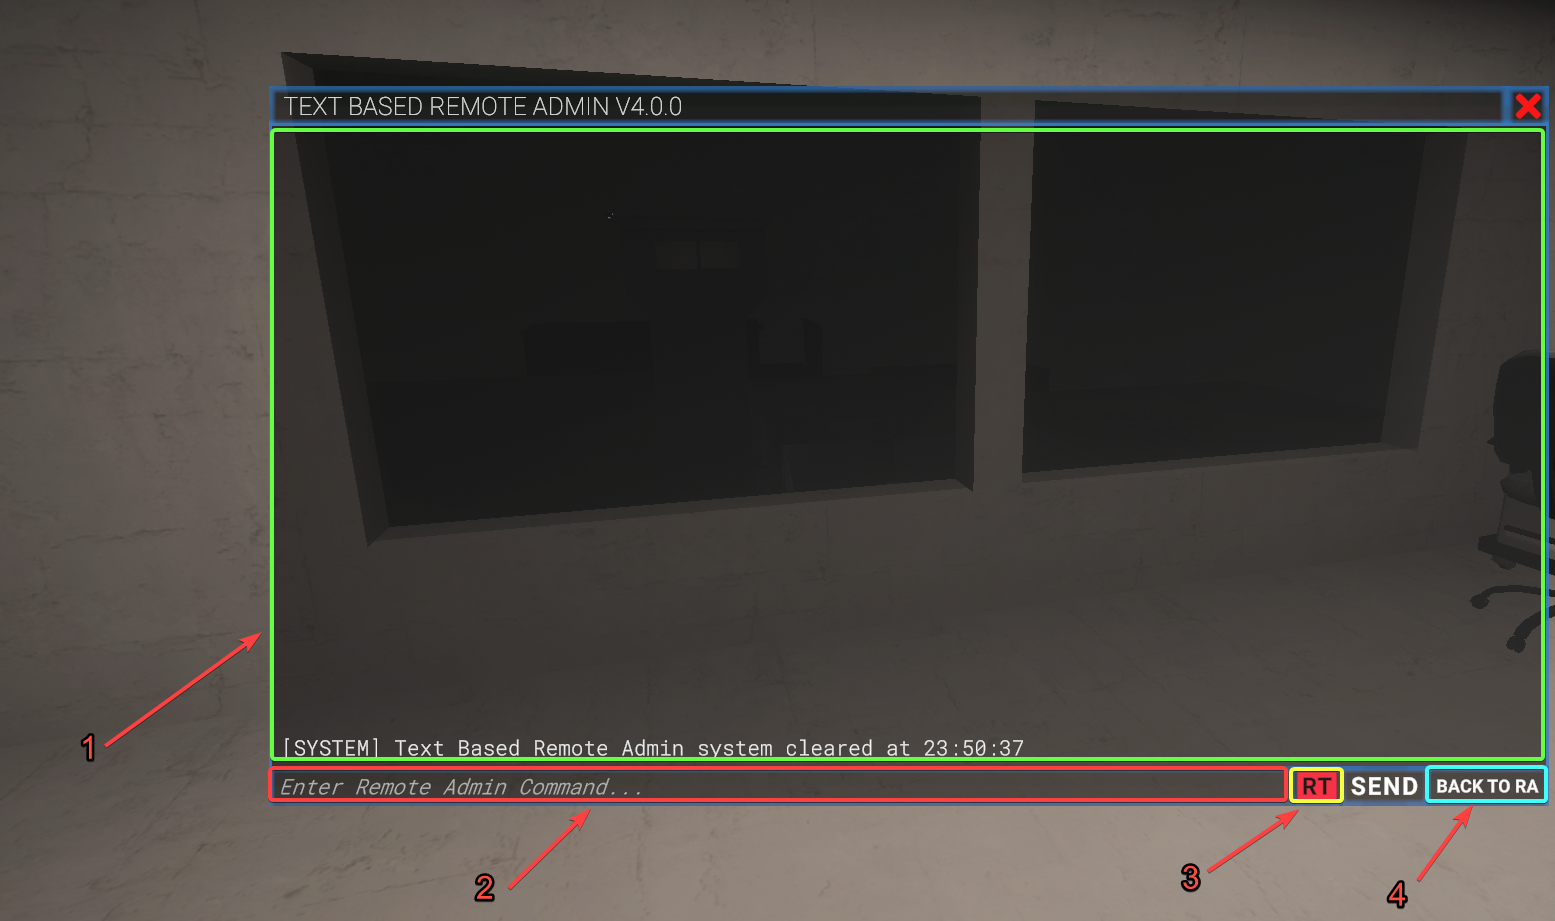 TEXT BASED REMOTE ADMIN V4.0.0
[SYSTEM] Text Based Remote Admin system cleared at 23:50:37
Enter Remote Admin Command...
RT
SEND
BACK TO RA
1
2
3
4